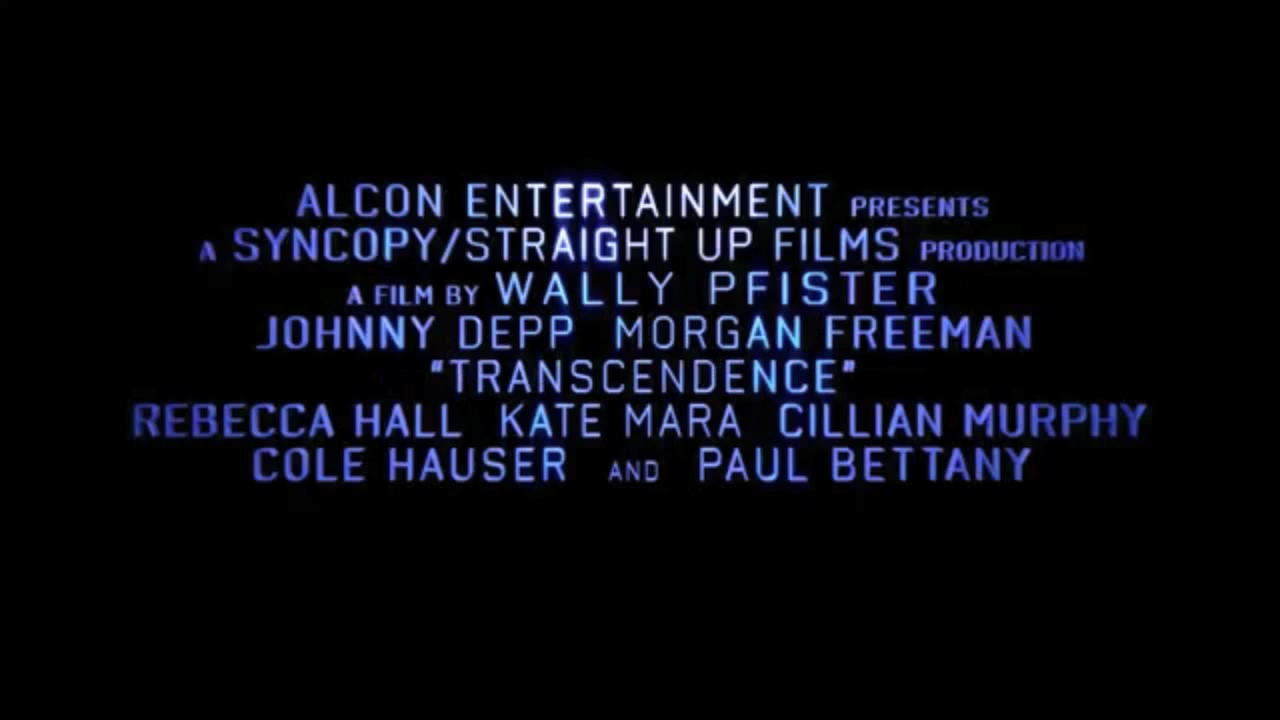 ALCON ENTERTAINMENT PRESENTS
A SYNCOPY/STRAIGHT UP FILMS PRODUCTION
A FILM BY WALLY PFISTER
JOHNNY DEPP MORGAN FREEMAN
"TRANSCENDENCE"
REBECCA HALL KATE MARA CILLIAN MURPHY
COLE HAUSER AND PAUL BETTANY